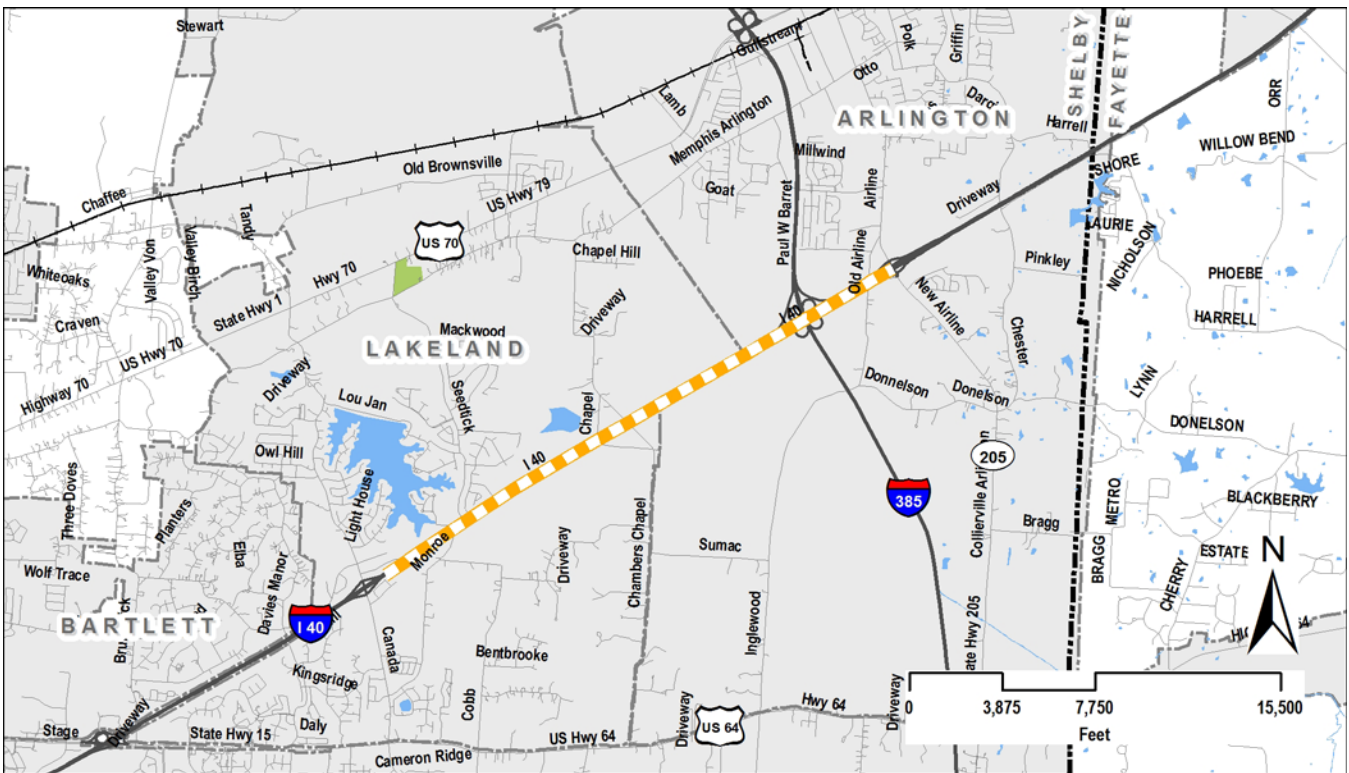 Stewart
Gulfstream
Polk
Griffin
SHELBY
FAYETTE
Otto
Lamb
ORR
ARLINGTON
Harrell
Memphis Arlington
WILLOW BEND
Millwind
Old Brownsville
SHORE
Chaffee
Goat
US Hwy 79
Airline
Driveway
Paul W Barret
Tandy
LAURIE
US 70
Valley Von
Valley Birch
Chapel Hill
NICHOLSON
Whiteoaks
Hwy 70
Old Airline
Pinkley
PHOEBE
State Hwy 1
Driveway
New Airline
Craven
I 40
HARRELL
Mackwood
Chester
LAKELAND
US Hwy 70
Driveway
Seedtick
Donnelson
Donelson
LYNN
Highway 70
Lou Jan
Chapel
DONELSON
Owl Hill
I 40
205
Three Doves
Light House
385
BLACKBERRY
Planters
METRO
Bragg
Elba
Monroe
Driveway
Chambers Chapel
Sumac
BRAGG
ESTATE
N
Wolf Trace
Davies Manor
CHERRY
BARTLETT
I 40
Inglewood
Canada
Bentbrooke
Kingsridge
Cobb
Driveway
Driveway
Driveway
Hwy 64
0
3,875
7,750
15,500
Feet
Stage
State Hwy 15
Daly
US Hwy 64
US 64
Cameron Ridge